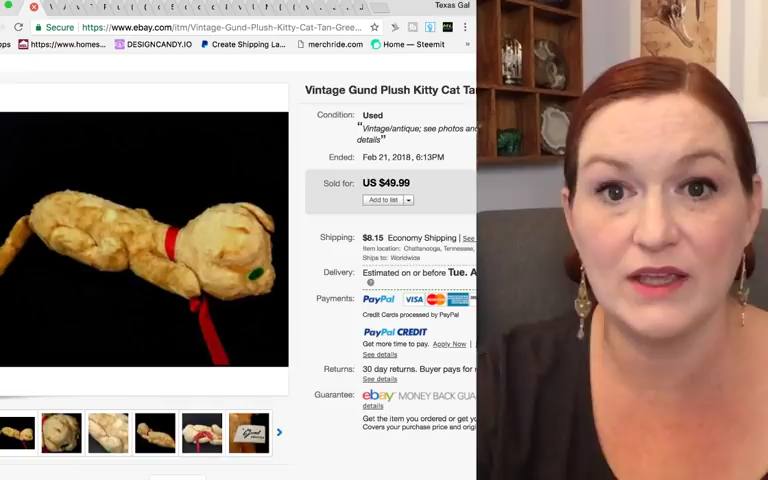 Texas Gal
Secure
https://www.ebay.com/itm/Vintage-Gund-Plush-Kitty-Cat-Tan-Gree...
https://www.homes...
DESIGNCANDY.IO
Create Shipping La...
merchride.com
Home — Steemit
Vintage Gund Plush Kitty Cat Tan
Condition: Used
“Vintage/antique; see photos and
details”
Ended: Feb 21, 2018 , 6:13PM
Sold for: US $49.99
Add to list
Shipping: $8.15 Economy Shipping | See
Item location: Chattanooga, Tennessee,
Ships to: Worldwide
Delivery: Estimated on or before Tue. A
Payments: PayPal VISA MasterCard
Credit Cards processed by PayPal
PayPal CREDIT
Get more time to pay. Apply Now |
See details
Returns: 30 day returns. Buyer pays for
See details
Guarantee: ebay MONEY BACK GUA
details
Get the item you ordered or get yo
Covers your purchase price and origi
Gund